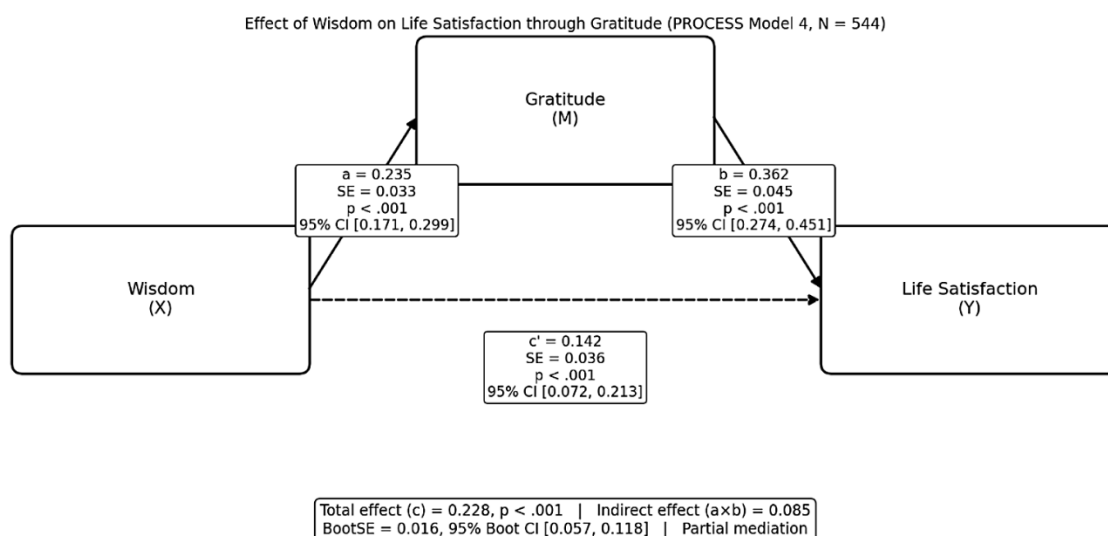 Effect of Wisdom on Life Satisfaction through Gratitude (PROCESS Model 4, N = 544)
Gratitude
(M)
a = 0.235
SE = 0.033
p < .001
95% CI [0.171, 0.299]
b = 0.362
SE = 0.045
p < .001
95% CI [0.274, 0.451]
Wisdom
(X)
Life Satisfaction
(Y)
c' = 0.142
SE = 0.036
p < .001
95% CI [0.072, 0.213]
Total effect (c) = 0.228, p < .001 | Indirect effect (a×b) = 0.085
BootSE = 0.016, 95% Boot CI [0.057, 0.118] | Partial mediation